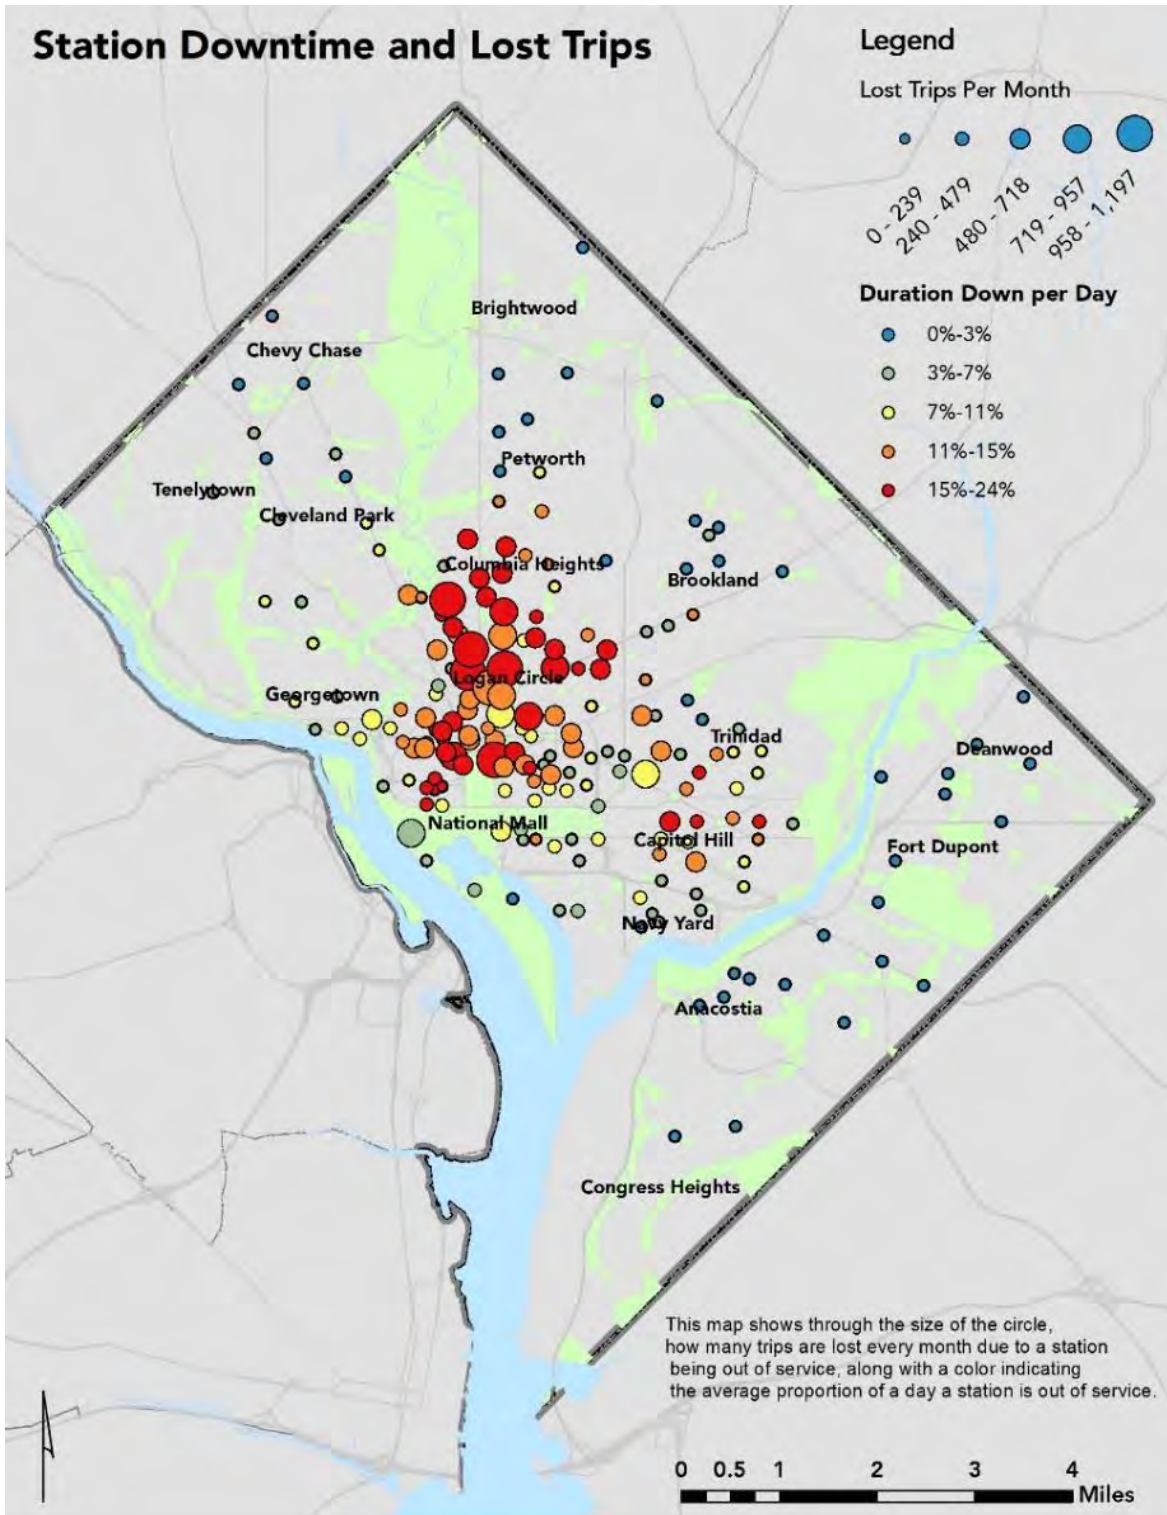 Station Downtime and Lost Trips
Legend
Lost Trips Per Month
0 - 239
240 - 479
480 - 718
719 - 957
958 - 1,197
Duration Down per Day
0%-3%
3%-7%
7%-11%
11%-15%
15%-24%
Brightwood
Chevy Chase
Petworth
Tenelytown
Cleveland Park
Columbia Heights
Brookland
Logan Circle
Georgetown
Trinidad
Deanwood
National Mall
Capitol Hill
Fort Dupont
Navy Yard
Anacostia
Congress Heights
This map shows through the size of the circle,
how many trips are lost every month due to a station
being out of service, along with a color indicating
the average proportion of a day a station is out of service.
0 0.5 1 2 3 4
Miles